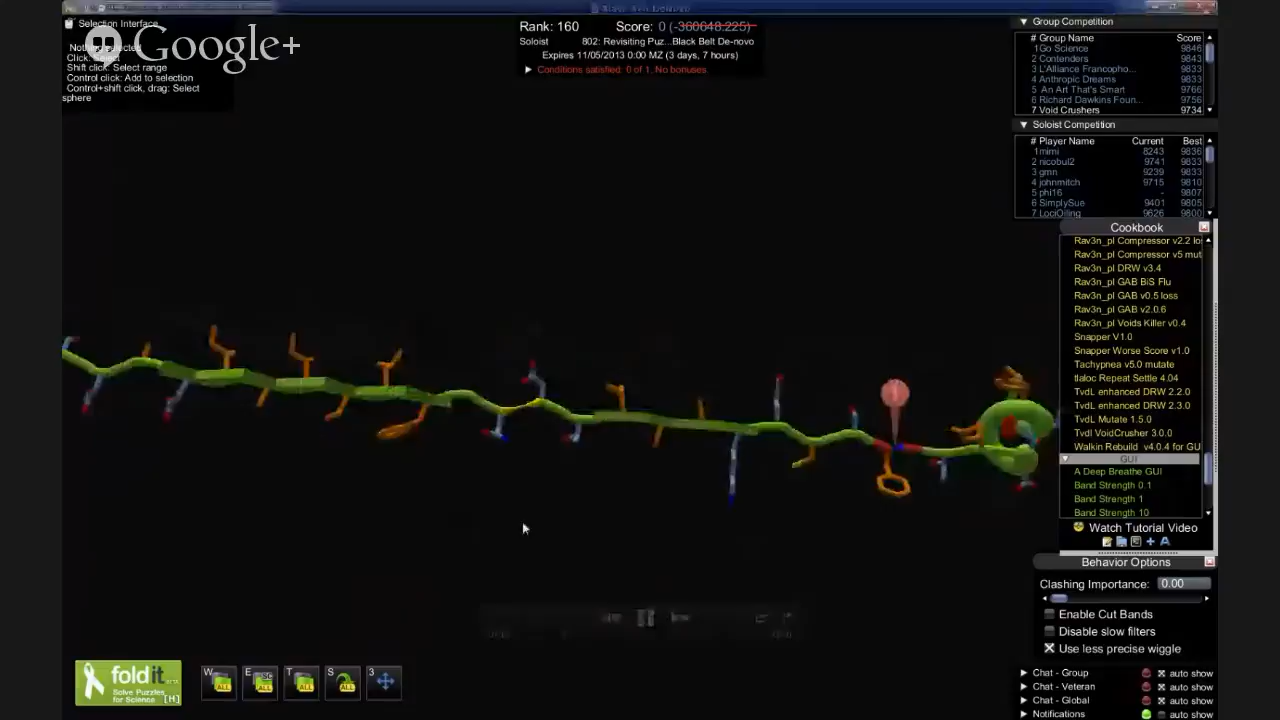 Selection Interface
Google+
Nothing selected
Click: Select
Shift click: Select range
Control click: Add to selection
Control+shift click, drag: Select
sphere
Rank: 160 Score: 0 (-360648.225)
Soloist 802: Revisiting Puz...Black Belt De-novo
Expires 11/05/2013 0:00 MZ (3 days, 7 hours)
Conditions satisfied: 0 of 1, No bonuses
Group Competition
# Group Name Score
1 Go Science 9846
2 Contenders 9843
3 L'Alliance Francopho... 9833
4 Anthropic Dreams 9833
5 An Art That's Smart 9766
6 Richard Dawkins Foun... 9756
7 Void Crushers 9734
Soloist Competition
# Player Name Current Best
1 mimi 8243 9836
2 nicobul2 9741 9833
3 gmn 9239 9833
4 johnmitch 9715 9810
5 phi16 - 9807
6 SimplySue 9401 9805
7 LociOiling 9626 9800
Cookbook
Rav3n_pl Compressor v2.2 lo
Rav3n_pl Compressor v5 mut
Rav3n_pl DRW v3.4
Rav3n_pl GAB BiS Flu
Rav3n_pl GAB v0.5 loss
Rav3n_pl GAB v2.0.6
Rav3n_pl Voids Killer v0.4
Snapper V1.0
Snapper Worse Score v1.0
Tachypnea v5.0 mutate
tlaloc Repeat Settle 4.04
TvdL enhanced DRW 2.2.0
TvdL enhanced DRW 2.3.0
TvdL Mutate 1.5.0
Tvdl VoidCrusher 3.0.0
Walkin Rebuild v4.0.4 for GU
GUI
A Deep Breathe GUI
Band Strength 0.1
Band Strength 1
Band Strength 10
Watch Tutorial Video
A
Behavior Options
Clashing Importance: 0.00
Enable Cut Bands
Disable slow filters
Use less precise wiggle
Chat - Group auto show
Chat - Veteran auto show
Chat - Global auto show
Notifications auto show
foldit BETA
Solve Puzzles
for Science [H]
W ALL
E SC ALL
T ALL
S ALL
3